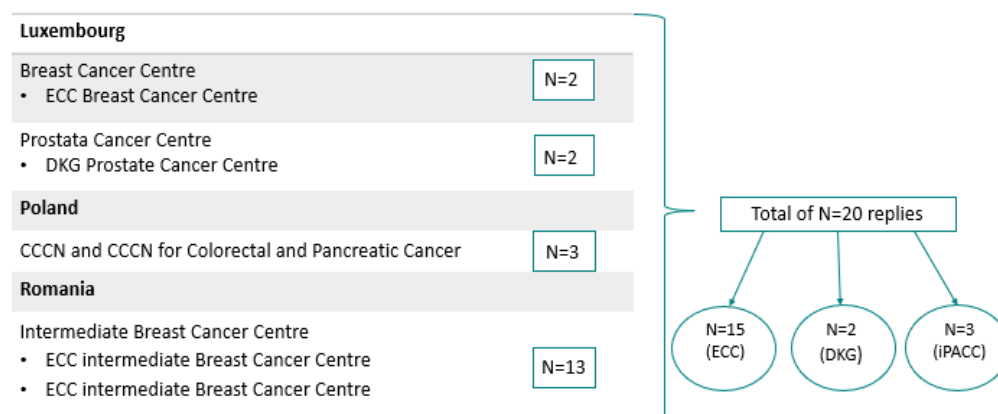 Luxembourg
Breast Cancer Centre
• ECC Breast Cancer Centre
N=2
Prostata Cancer Centre
• DKG Prostate Cancer Centre
N=2
Poland
CCCN and CCCN for Colorectal and Pancreatic Cancer
N=3
Romania
Intermediate Breast Cancer Centre
• ECC intermediate Breast Cancer Centre
• ECC intermediate Breast Cancer Centre
N=13
Total of N=20 replies
N=15
(ECC)
N=2
(DKG)
N=3
(iPACC)